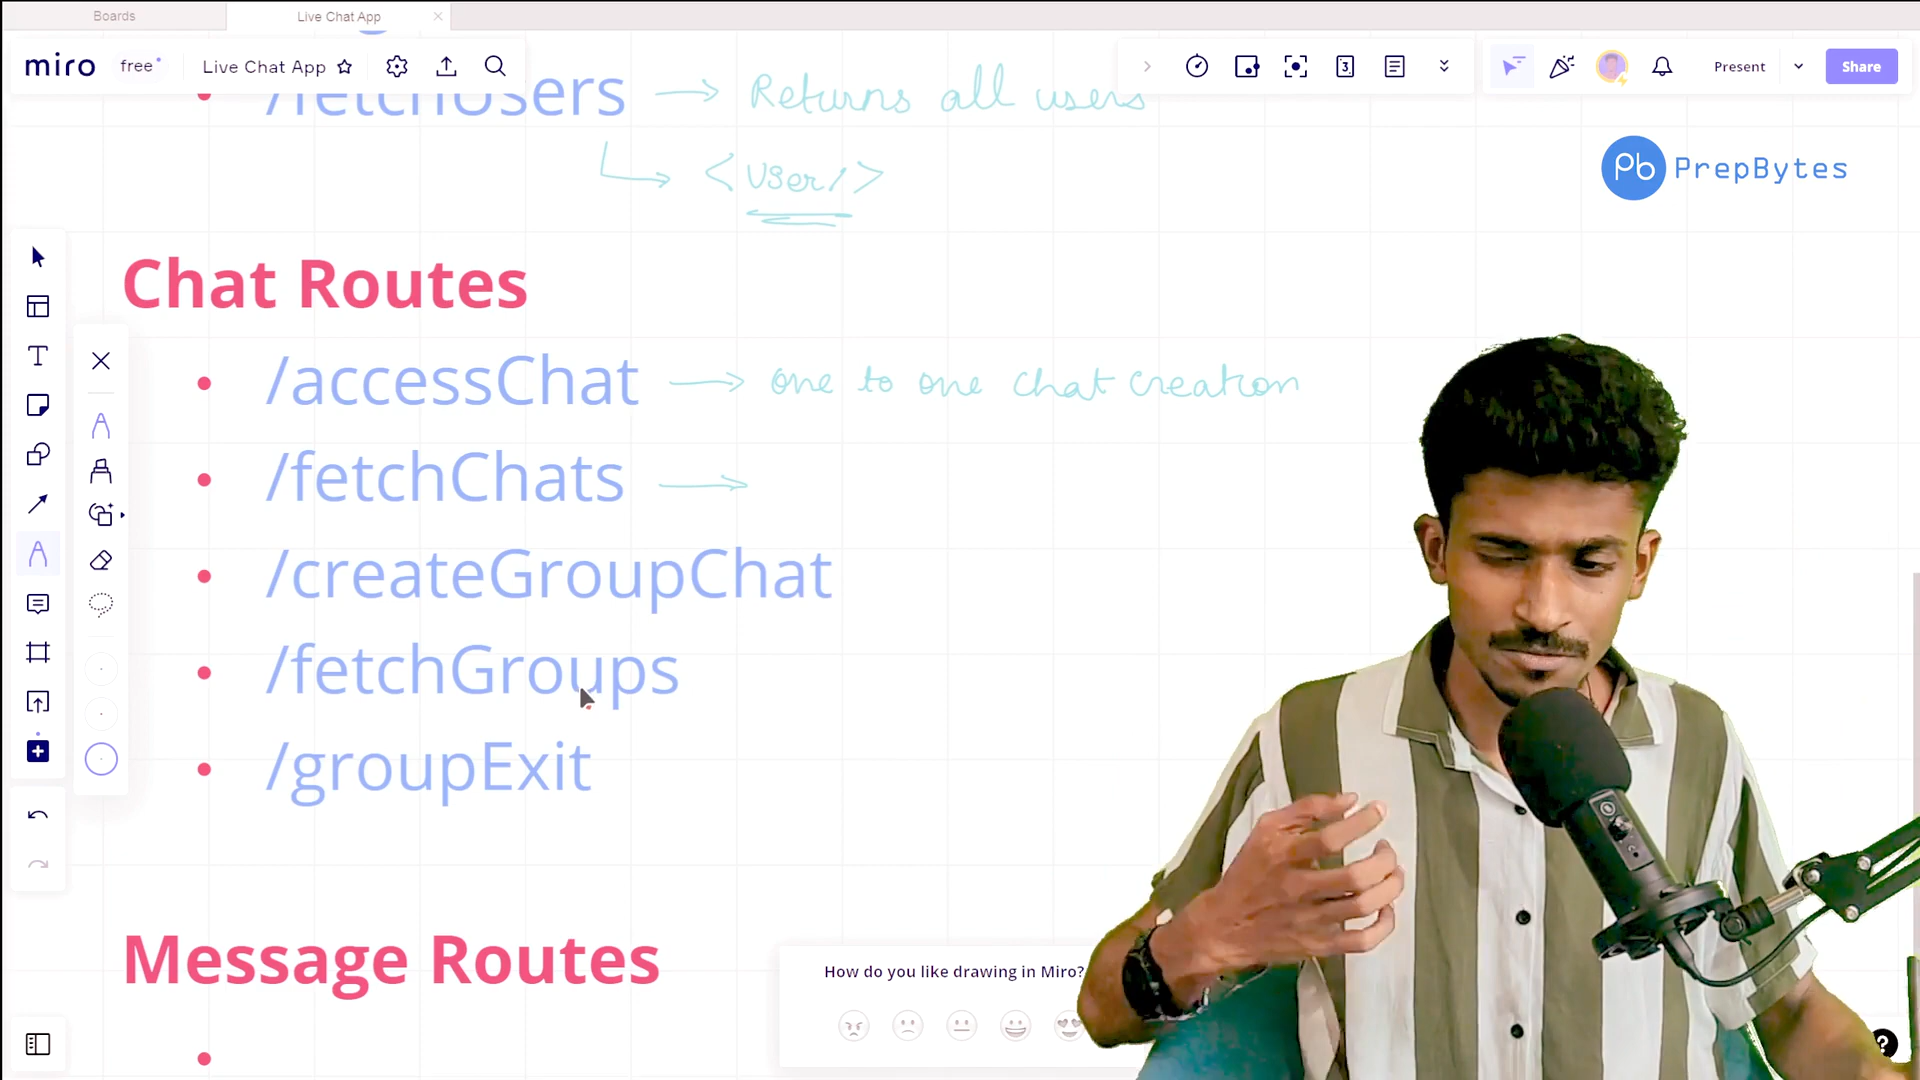 Boards
Live Chat App
miro
free
Live Chat App
3
Present
Share
/fetchUsers → Returns all users
<User/>
Pb PrepBytes
Chat Routes
• /accessChat → one to one chat creation
• /fetchChats →
• /createGroupChat
• /fetchGroups
• /groupExit
Message Routes
•
How do you like drawing in Miro?
?